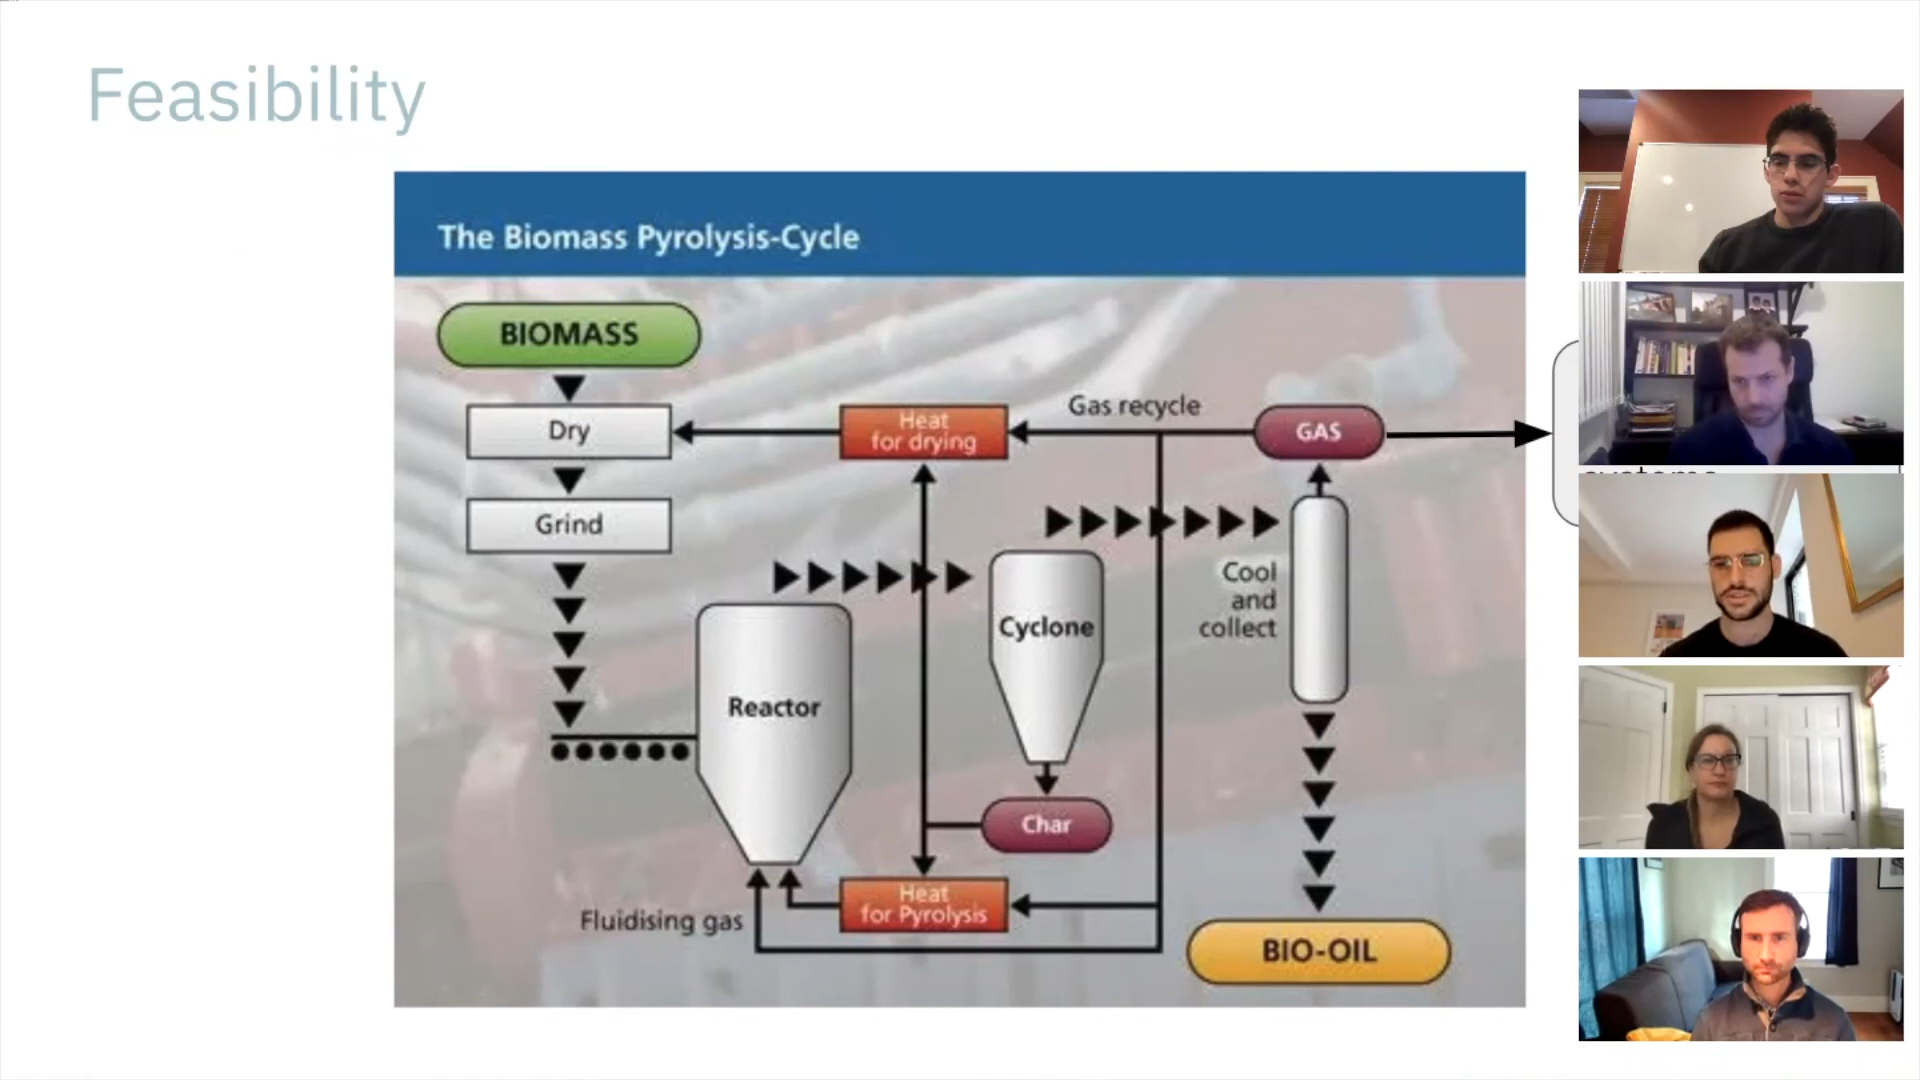 Feasibility
The Biomass Pyrolysis-Cycle
BIOMASS
Dry
Heat
for drying
Gas recycle
GAS
Grind
Cool
and
collect
Cyclone
Reactor
Char
Heat
for Pyrolysis
Fluidising gas
BIO-OIL